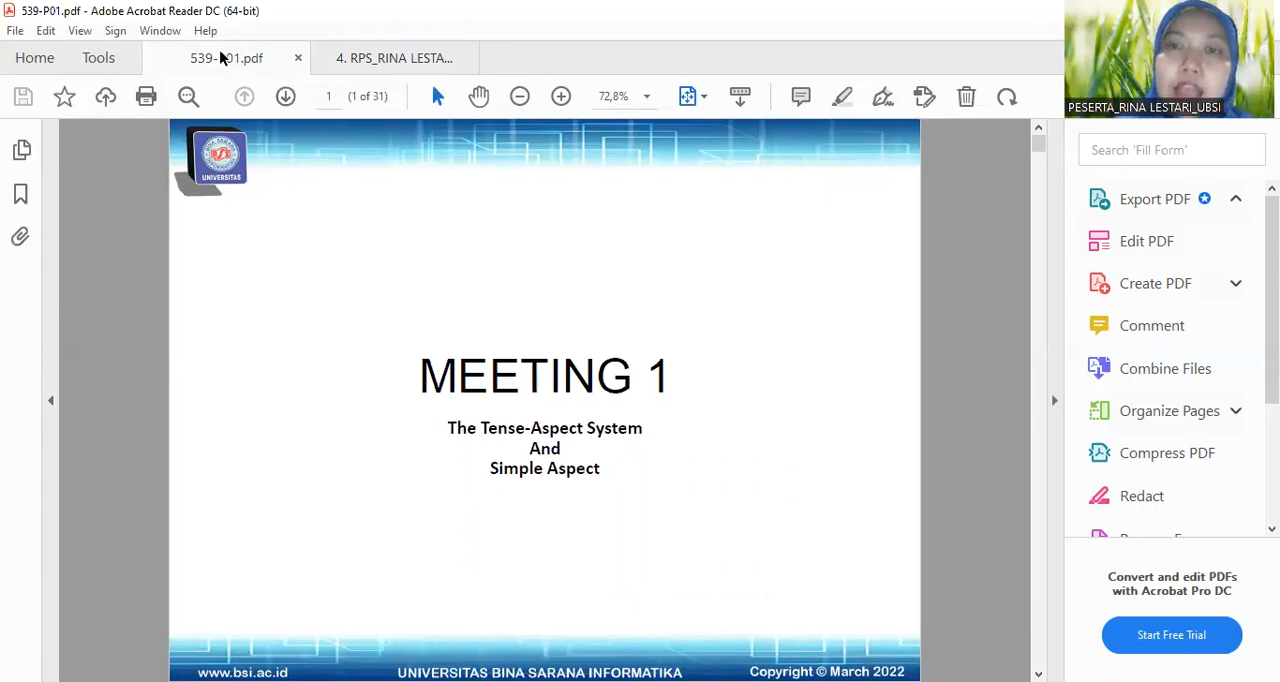 539-P01.pdf - Adobe Acrobat Reader DC (64-bit)
File Edit View Sign Window Help
Home Tools 539-P01.pdf × 4. RPS_RINA LESTA...
1 (1 of 31) 72,8%
PESERTA_RINA LESTARI_UBSI
UNIVERSITAS
MEETING 1
The Tense-Aspect System
And
Simple Aspect
www.bsi.ac.id UNIVERSITAS BINA SARANA INFORMATIKA Copyright © March 2022
Search 'Fill Form'
Export PDF
Edit PDF
Create PDF
Comment
Combine Files
Organize Pages
Compress PDF
Redact
Convert and edit PDFs
with Acrobat Pro DC
Start Free Trial